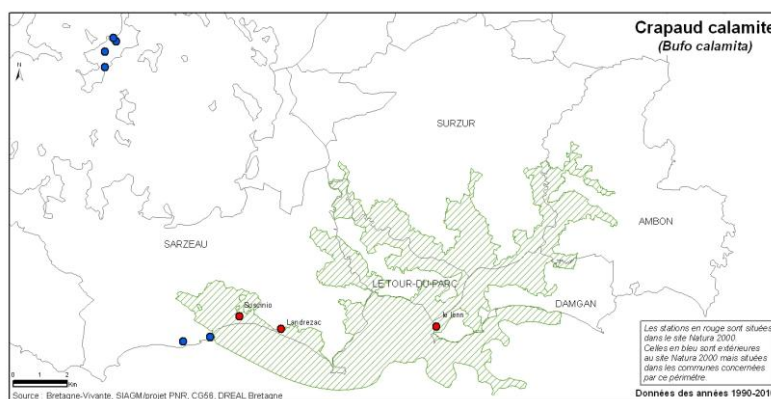 Crapaud calamite
(Bufo calamita)
N
SURZUR
AMBON
SARZEAU
LE TOUR-DU-PARC
DAMGAN
Suscinio
Landrezac
Les stations en rouge sont situées
dans le site Natura 2000.
Celles en bleu sont extérieures
au site Natura 2000 mais situées
dans les communes concernées
par ce périmètre.
0 1 2
Km
Source : Bretagne-Vivante, SIAGM/projet PNR, CG56, DREAL Bretagne
Données des années 1990-2010